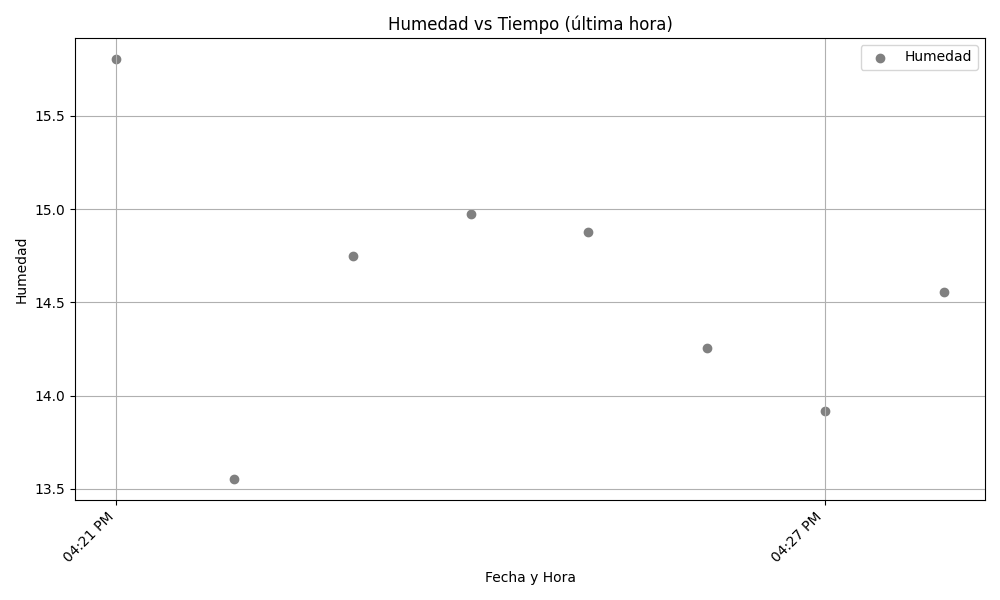 Humedad vs Tiempo (última hora)
Humedad
15.5
15.0
14.5
14.0
13.5
Humedad
04:21 PM
04:27 PM
Fecha y Hora